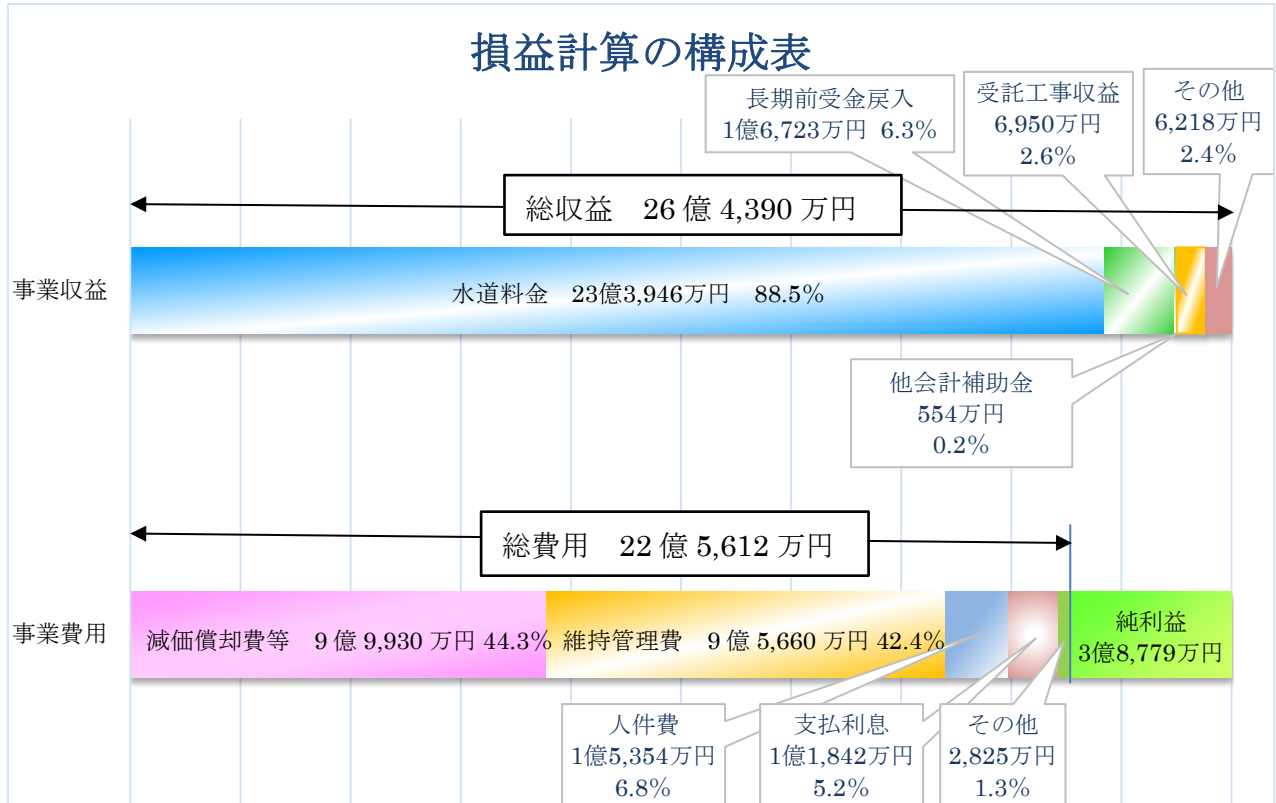 損益計算の構成表
長期前受金戻入
1億6,723万円 6.3%
受託工事収益
6,950万円
2.6%
その他
6,218万円
2.4%
総収益 26億4,390万円
事業収益
水道料金 23億3,946万円 88.5%
他会計補助金
554万円
0.2%
総費用 22億5,612万円
事業費用
減価償却費等 9億9,930万円 44.3%
維持管理費 9億5,660万円 42.4%
純利益
3億8,779万円
人件費
1億5,354万円
6.8%
支払利息
1億1,842万円
5.2%
その他
2,825万円
1.3%